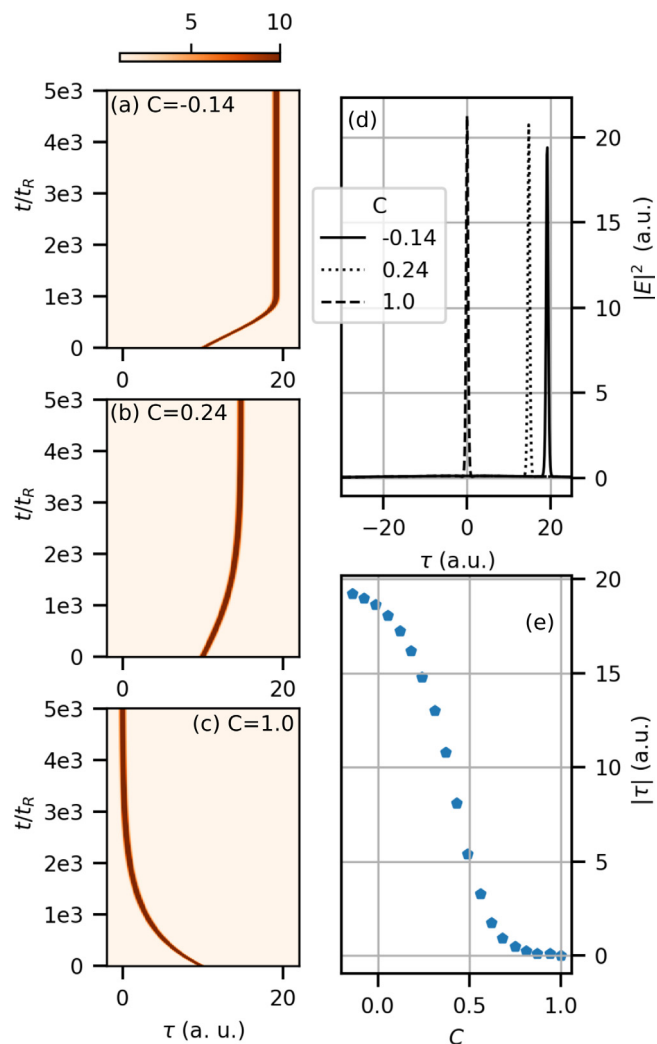 5 10
(a) C=-0.14
5e3
4e3
3e3
2e3
1e3
0
t/t_R
0 20
(b) C=0.24
5e3
4e3
3e3
2e3
1e3
0
t/t_R
0 20
(c) C=1.0
5e3
4e3
3e3
2e3
1e3
0
t/t_R
0 20
τ (a. u.)
(d)
C
-0.14
0.24
1.0
20
15
10
5
0
|E|² (a.u.)
−20 0 20
τ (a.u.)
(e)
20
15
10
5
0
|τ| (a.u.)
0.0 0.5 1.0
C